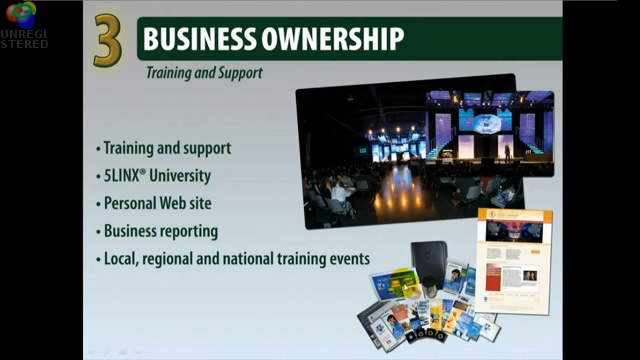 UNREGI
STERED
3 BUSINESS OWNERSHIP
Training and Support
• Training and support
• 5LINX® University
• Personal Web site
• Business reporting
• Local, regional and national training events